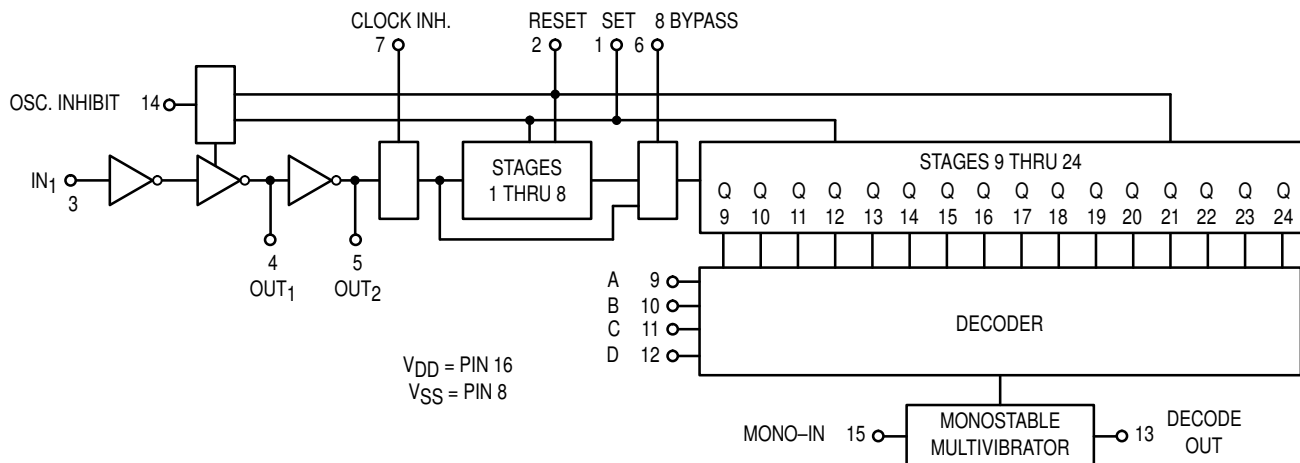 CLOCK INH.
7
RESET
2
SET
1
8 BYPASS
6
OSC. INHIBIT 14
IN1
3
STAGES
1 THRU 8
STAGES 9 THRU 24
Q Q Q Q Q Q Q Q Q Q Q Q Q Q Q Q
9 10 11 12 13 14 15 16 17 18 19 20 21 22 23 24
4
OUT1
5
OUT2
A 9
B 10
C 11
D 12
DECODER
VDD = PIN 16
VSS = PIN 8
MONO–IN 15
MONOSTABLE
MULTIVIBRATOR
13 DECODE
OUT